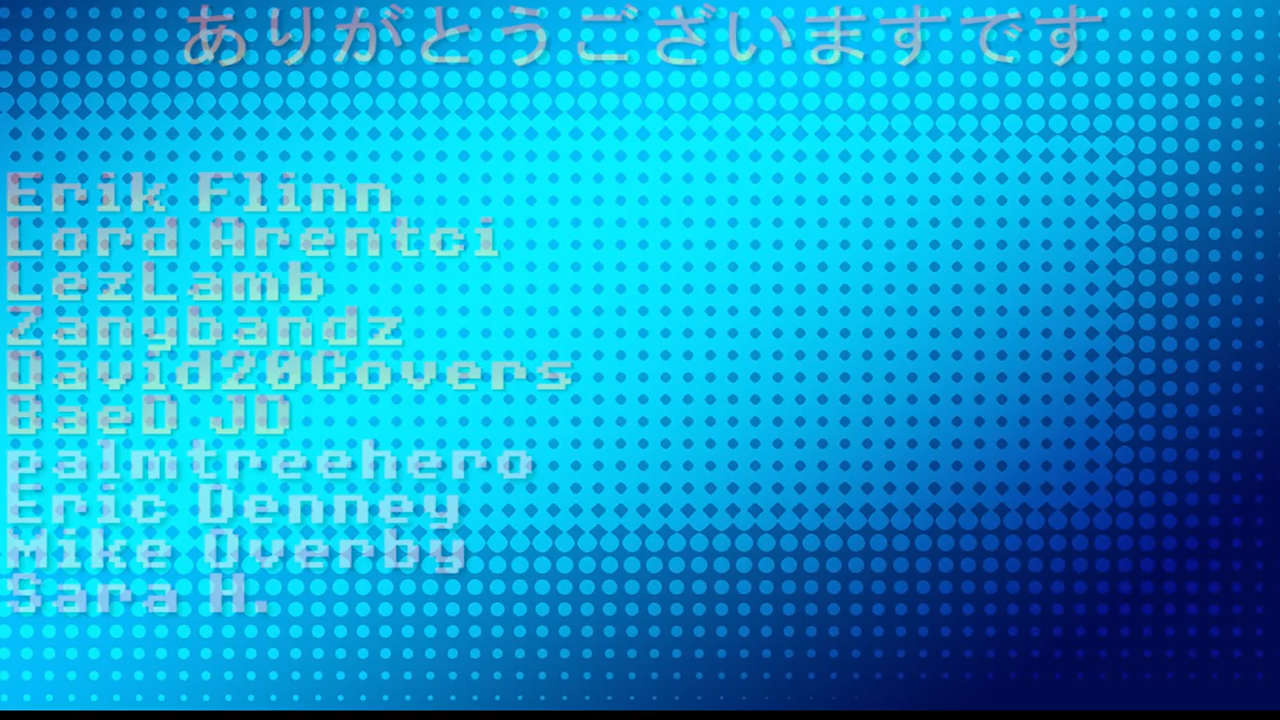 ありがとうございますです
Erik Flinn
Lord Arentci
LezLamb
Zanybandz
David20Covers
BaeD JD
palmtreehero
Eric Denney
Mike Overby
Sara H.